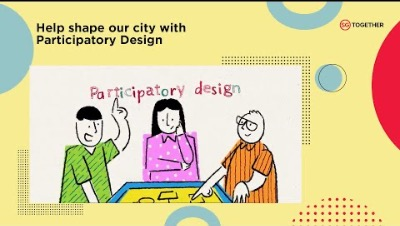 Help shape our city with
Participatory Design
SG TOGETHER
Participatory design